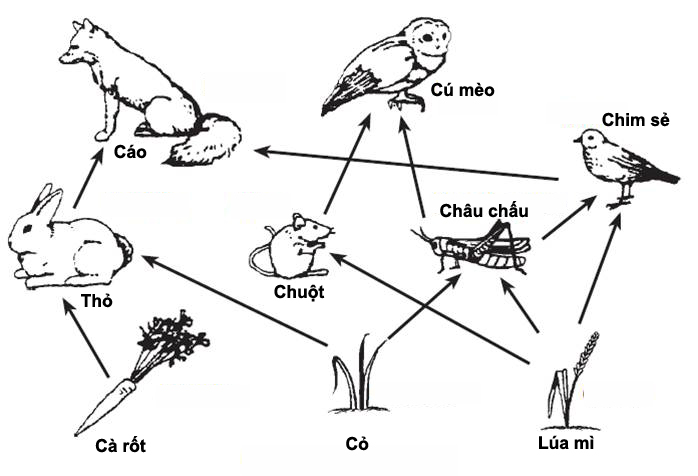 Cú mèo
Chim sẻ
Cáo
Châu chấu
Thỏ
Chuột
Cà rốt
Cỏ
Lúa mì